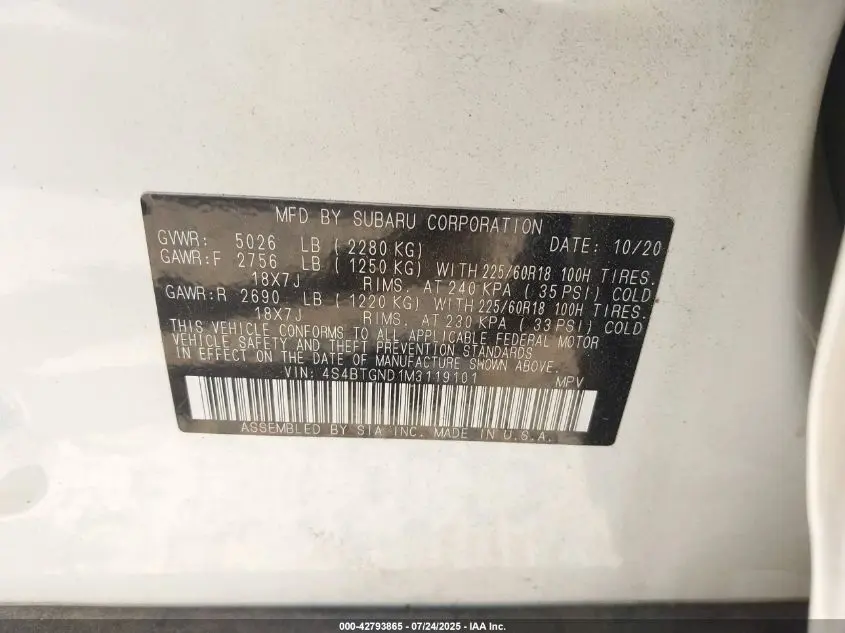 MFD BY SUBARU CORPORATION
GVWR: 5026 LB ( 2280 KG) DATE: 10/20
GAWR:F 2756 LB ( 1250 KG) WITH 225/60R18 100H TIRES.
18X7J RIMS. AT 240 KPA ( 35 PSI) COLD.
GAWR:R 2690 LB ( 1220 KG) WITH 225/60R18 100H TIRES.
18X7J RIMS. AT 230 KPA ( 33 PSI) COLD
THIS VEHICLE CONFORMS TO ALL APPLICABLE FEDERAL MOTOR
VEHICLE SAFETY AND THEFT PREVENTION STANDARDS
IN EFFECT ON THE DATE OF MANUFACTURE SHOWN ABOVE.
VIN: 4S4BTGND1M3119101 MPV
ASSEMBLED BY SIA INC. MADE IN U.S.A.
000-42793865 07/24/2025 - IAA Inc.